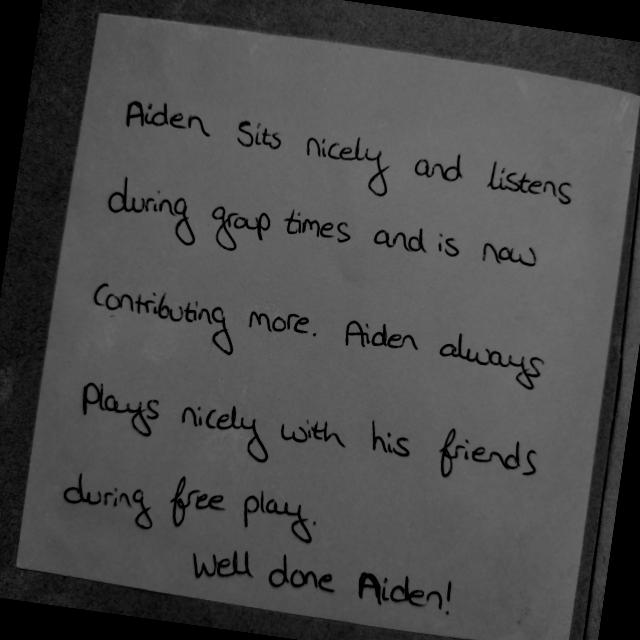 Aiden Sits nicely and listens
during group times and is now
Contributing more. Aiden always
Plays nicely with his friends
during free play.
Well done Aiden!